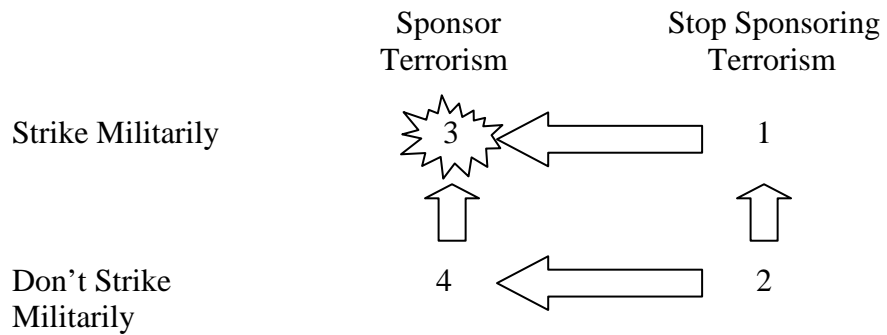 Sponsor Terrorism
Stop Sponsoring Terrorism
Strike Militarily
3
1
Don't Strike Militarily
4
2